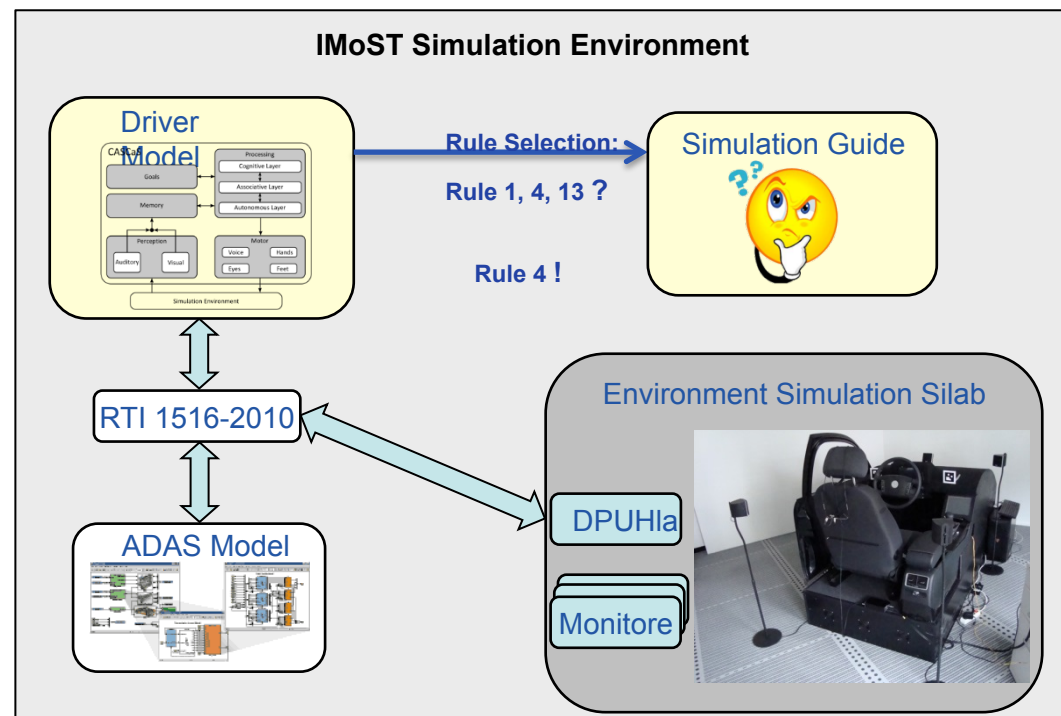 IMoST Simulation Environment
Driver
Model
CASCaS
Goals
Memory
Processing
Cognitive Layer
Associative Layer
Autonomous Layer
Perception
Auditory
Visual
Motor
Voice
Hands
Eyes
Feet
Simulation Environment
Rule Selection:
Rule 1, 4, 13 ?
Rule 4 !
Simulation Guide
??
RTI 1516-2010
ADAS Model
Environment Simulation Silab
DPUHla
Monitore